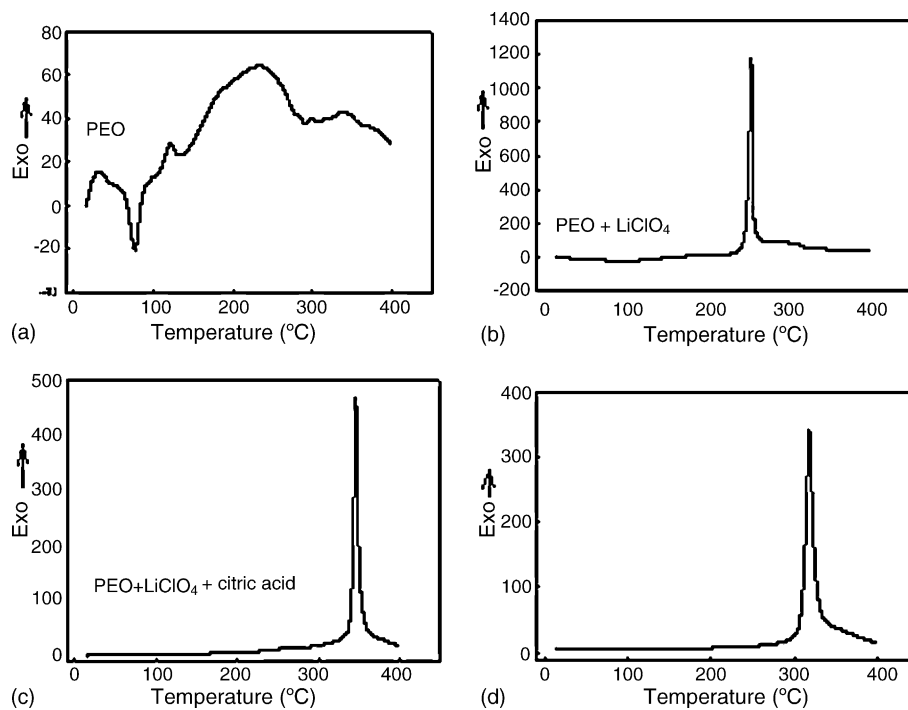 80
60
40
20
0
-20
Exo
PEO
0 100 200 300 400
(a) Temperature (°C)
1400
1200
1000
800
600
400
200
0
-200
Exo
PEO + LiClO₄
0 100 200 300 400
(b) Temperature (°C)
500
400
300
200
100
0
Exo
PEO+LiClO₄ + citric acid
0 100 200 300 400
(c) Temperature (°C)
400
300
200
100
0
Exo
0 100 200 300 400
(d) Temperature (°C)